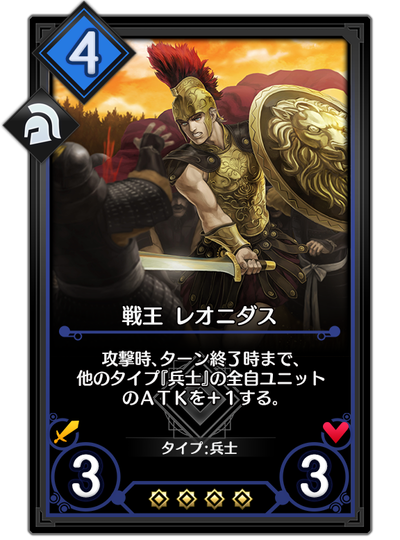 4
戦王 レオニダス
攻撃時、ターン終了時まで、
他のタイプ『兵士』の全自ユニット
のATKを+1する。
タイプ:兵士
3
3